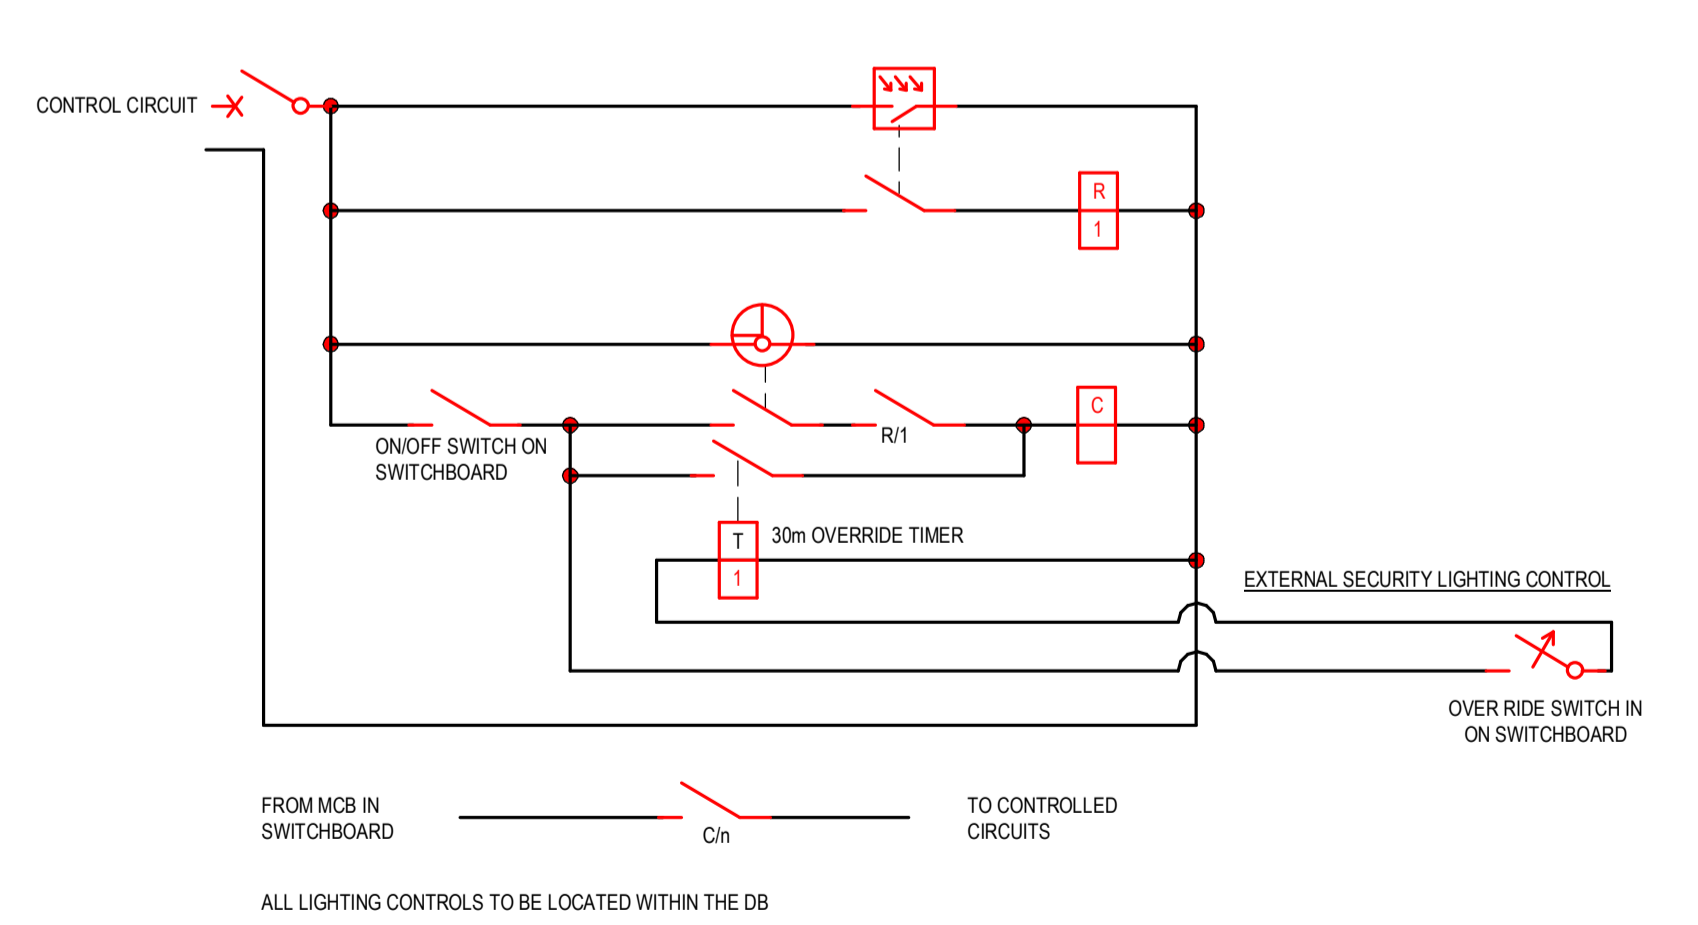 CONTROL CIRCUIT
R
1
C
R/1
ON/OFF SWITCH ON
SWITCHBOARD
T
1
30m OVERRIDE TIMER
EXTERNAL SECURITY LIGHTING CONTROL
OVER RIDE SWITCH IN
ON SWITCHBOARD
FROM MCB IN
SWITCHBOARD
C/n
TO CONTROLLED
CIRCUITS
ALL LIGHTING CONTROLS TO BE LOCATED WITHIN THE DB